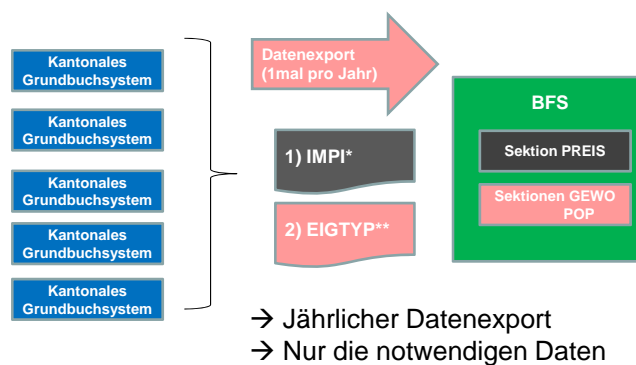 Kantonales
Grundbuchsystem
Kantonales
Grundbuchsystem
Kantonales
Grundbuchsystem
Kantonales
Grundbuchsystem
Kantonales
Grundbuchsystem
Datenexport
(1mal pro Jahr)
1) IMPI*
2) EIGTYP**
BFS
Sektion PREIS
Sektionen GEWO
POP
→ Jährlicher Datenexport
→ Nur die notwendigen Daten